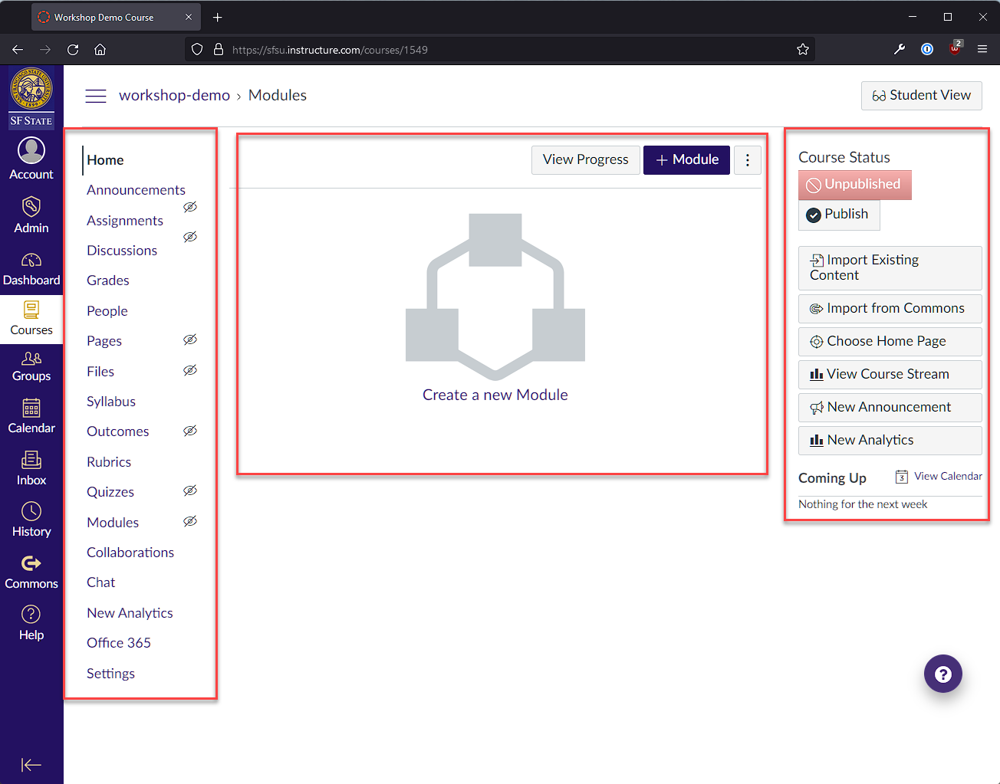 Workshop Demo Course
https://sfsu.instructure.com/courses/1549
2
SF STATE
Account
Admin
Dashboard
Courses
Groups
Calendar
Inbox
History
Commons
Help
workshop-demo › Modules
Student View
Home
Announcements
Assignments
Discussions
Grades
People
Pages
Files
Syllabus
Outcomes
Rubrics
Quizzes
Modules
Collaborations
Chat
New Analytics
Office 365
Settings
View Progress
+ Module
Create a new Module
Course Status
Unpublished
Publish
Import Existing
Content
Import from Commons
Choose Home Page
View Course Stream
New Announcement
New Analytics
Coming Up
3 View Calendar
Nothing for the next week
?